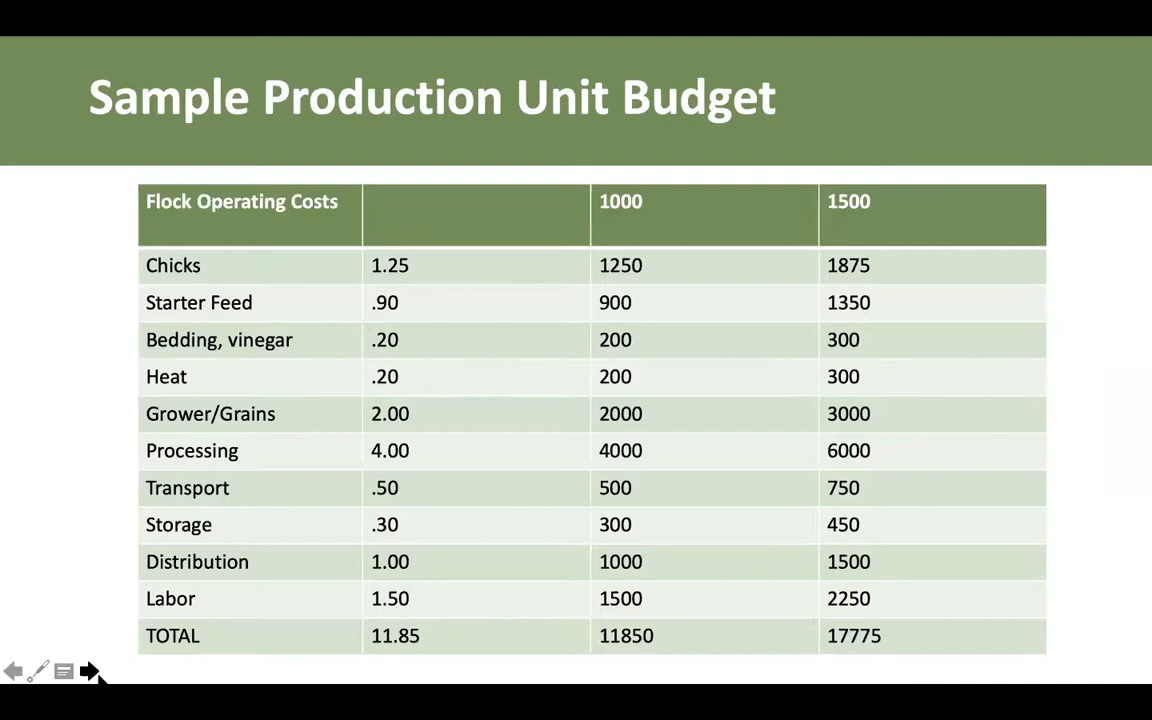 Sample Production Unit Budget
Flock Operating Costs 1000 1500
Chicks 1.25 1250 1875
Starter Feed .90 900 1350
Bedding, vinegar .20 200 300
Heat .20 200 300
Grower/Grains 2.00 2000 3000
Processing 4.00 4000 6000
Transport .50 500 750
Storage .30 300 450
Distribution 1.00 1000 1500
Labor 1.50 1500 2250
TOTAL 11.85 11850 17775